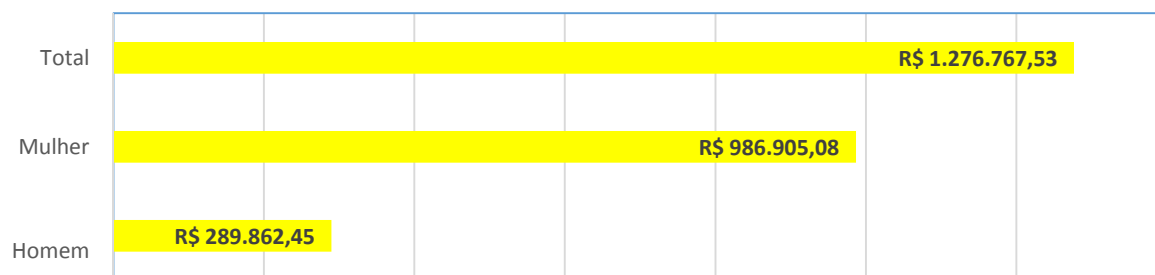 Total
R$ 1.276.767,53
Mulher
R$ 986.905,08
Homem
R$ 289.862,45